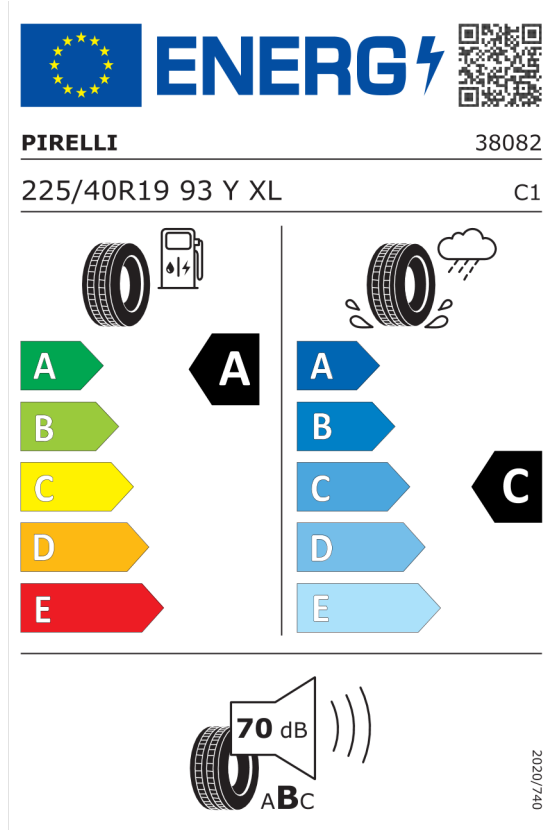 ENERG
PIRELLI 38082
225/40R19 93 Y XL C1
A A A
B B
C C C
D D
E E
70 dB
ABC
2020/740